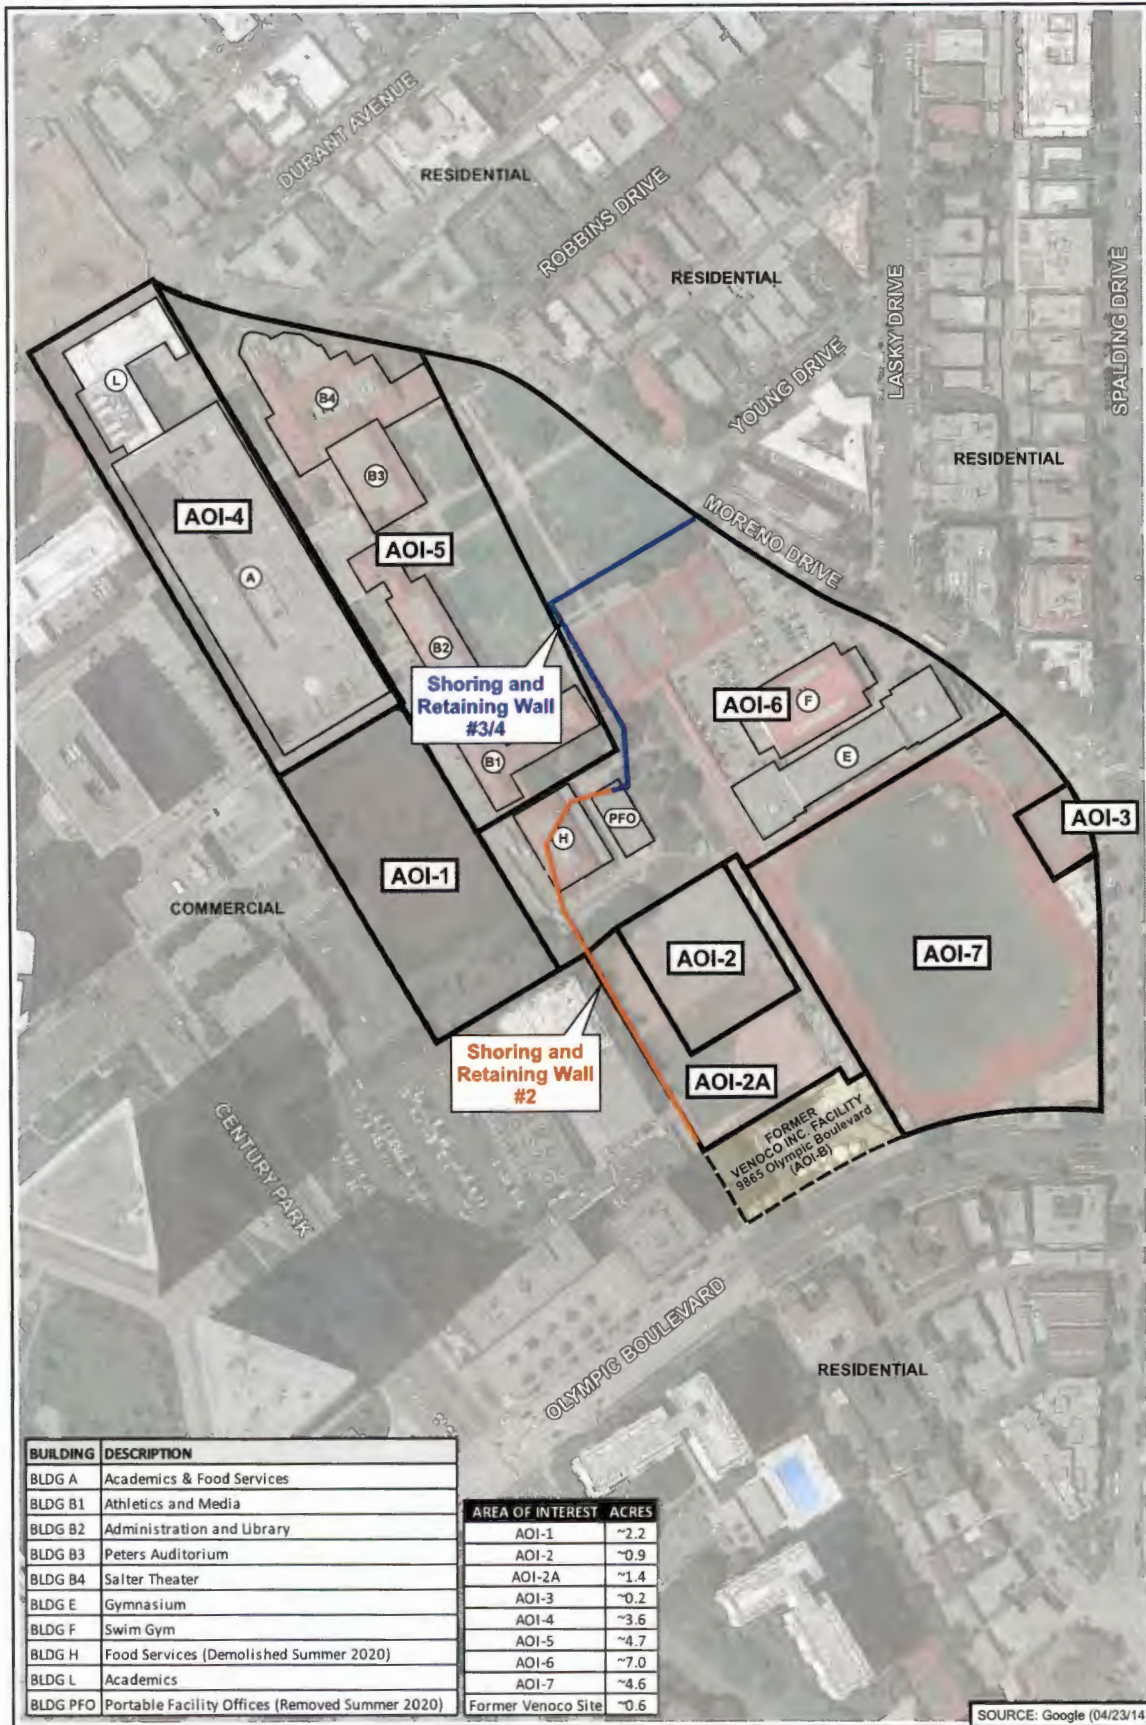 DURANT AVENUE
RESIDENTIAL
ROBBINS DRIVE
RESIDENTIAL
LASKY DRIVE
SPALDING DRIVE
YOUNG DRIVE
L
B4
RESIDENTIAL
B3
AOI-4
MORENO DRIVE
AOI-5
A
B2
Shoring and
Retaining Wall
#3/4
AOI-6
F
E
B1
PFO
AOI-3
H
AOI-1
COMMERCIAL
AOI-2
AOI-7
Shoring and
Retaining Wall
#2
AOI-2A
FORMER
VENOCO INC. FACILITY
9865 Olympic Boulevard
(AOI-B)
CENTURY PARK
OLYMPIC BOULEVARD
RESIDENTIAL
BUILDING DESCRIPTION
BLDG A Academics & Food Services
BLDG B1 Athletics and Media
BLDG B2 Administration and Library
BLDG B3 Peters Auditorium
BLDG B4 Salter Theater
BLDG E Gymnasium
BLDG F Swim Gym
BLDG H Food Services (Demolished Summer 2020)
BLDG L Academics
BLDG PFO Portable Facility Offices (Removed Summer 2020)
AREA OF INTEREST ACRES
AOI-1 ~2.2
AOI-2 ~0.9
AOI-2A ~1.4
AOI-3 ~0.2
AOI-4 ~3.6
AOI-5 ~4.7
AOI-6 ~7.0
AOI-7 ~4.6
Former Venoco Site ~0.6
SOURCE: Google (04/23/14